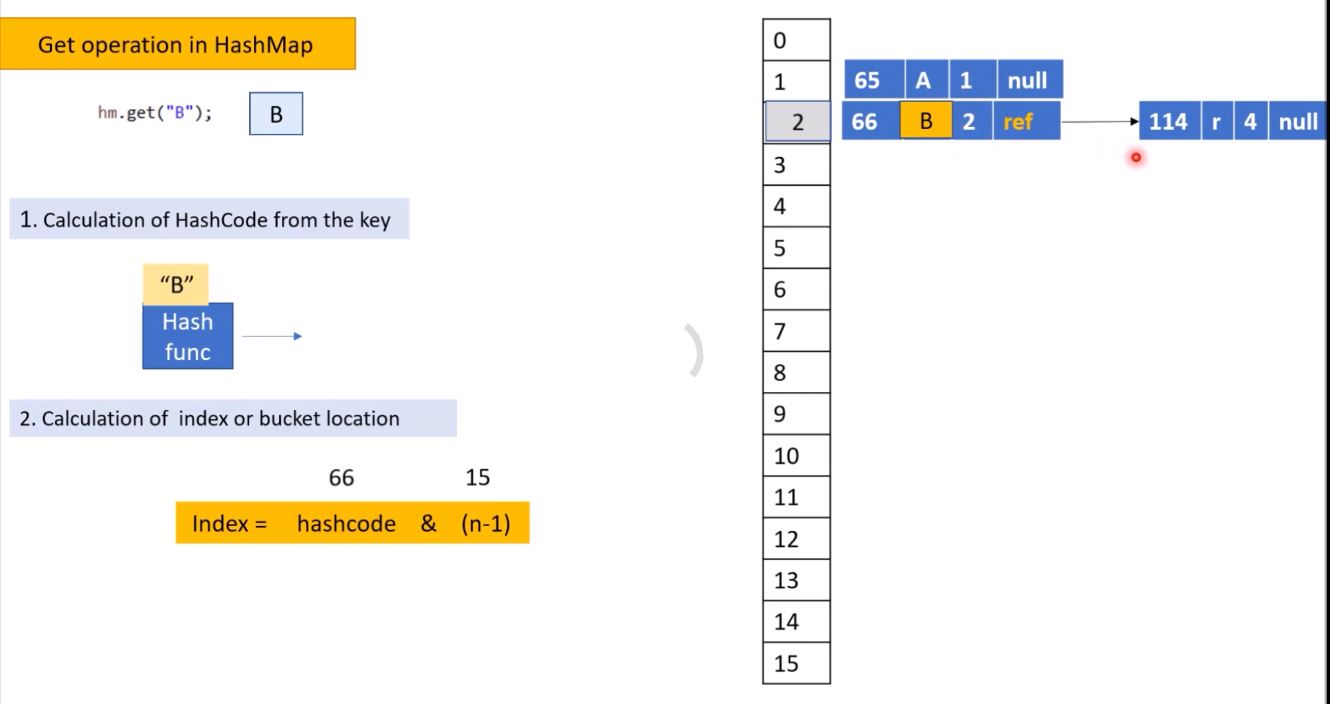 Get operation in HashMap
hm.get("B");
B
1. Calculation of HashCode from the key
“B”
Hash
func
2. Calculation of index or bucket location
66 15
Index = hashcode & (n-1)
0
1 65 A 1 null
2 66 B 2 ref 114 r 4 null
3
4
5
6
7
8
9
10
11
12
13
14
15